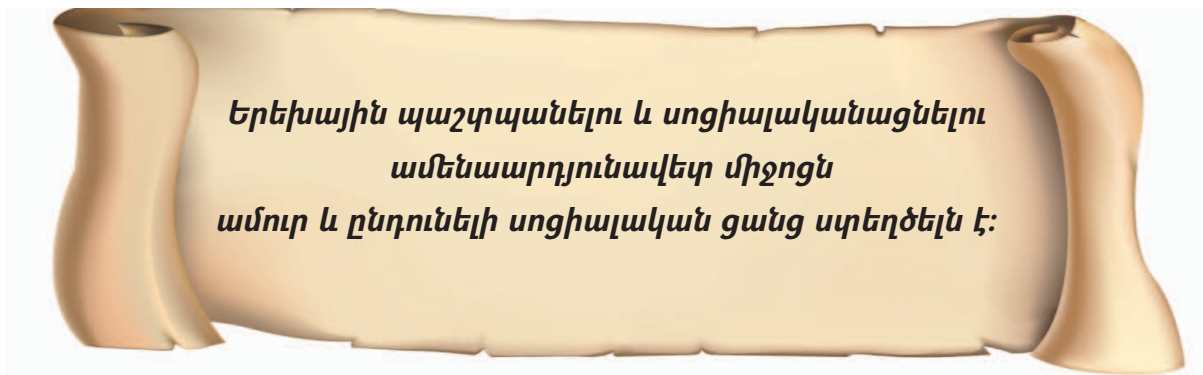 Երեխային պաշտպանելու և սոցիալականացնելու
ամենաարդյունավետ միջոցն
ամուր և ընդունելի սոցիալական ցանց ստեղծելն է: